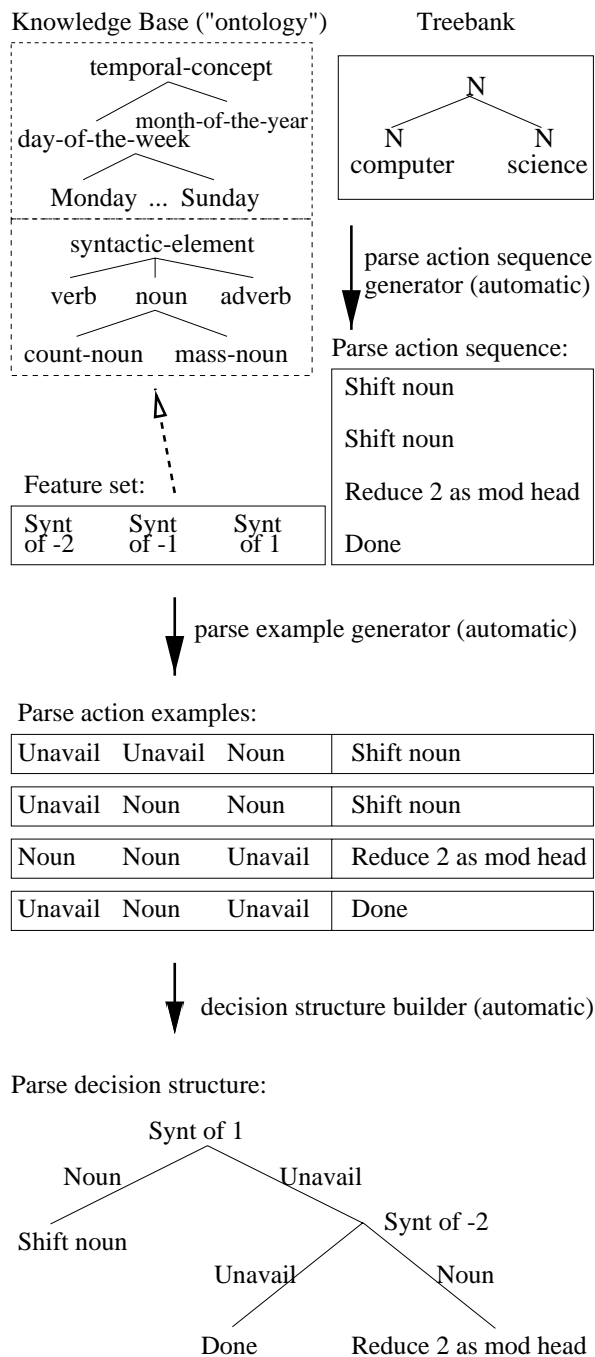 Knowledge Base ("ontology")
temporal-concept
month-of-the-year
day-of-the-week
Monday ... Sunday
syntactic-element
verb noun adverb
count-noun mass-noun
Treebank
N
N N
computer science
parse action sequence
generator (automatic)
Parse action sequence:
Shift noun
Shift noun
Reduce 2 as mod head
Done
Feature set:
Synt Synt Synt
of -2 of -1 of 1
parse example generator (automatic)
Parse action examples:
Unavail Unavail Noun Shift noun
Unavail Noun Noun Shift noun
Noun Noun Unavail Reduce 2 as mod head
Unavail Noun Unavail Done
decision structure builder (automatic)
Parse decision structure:
Synt of 1
Noun Unavail
Shift noun
Synt of -2
Unavail Noun
Done Reduce 2 as mod head